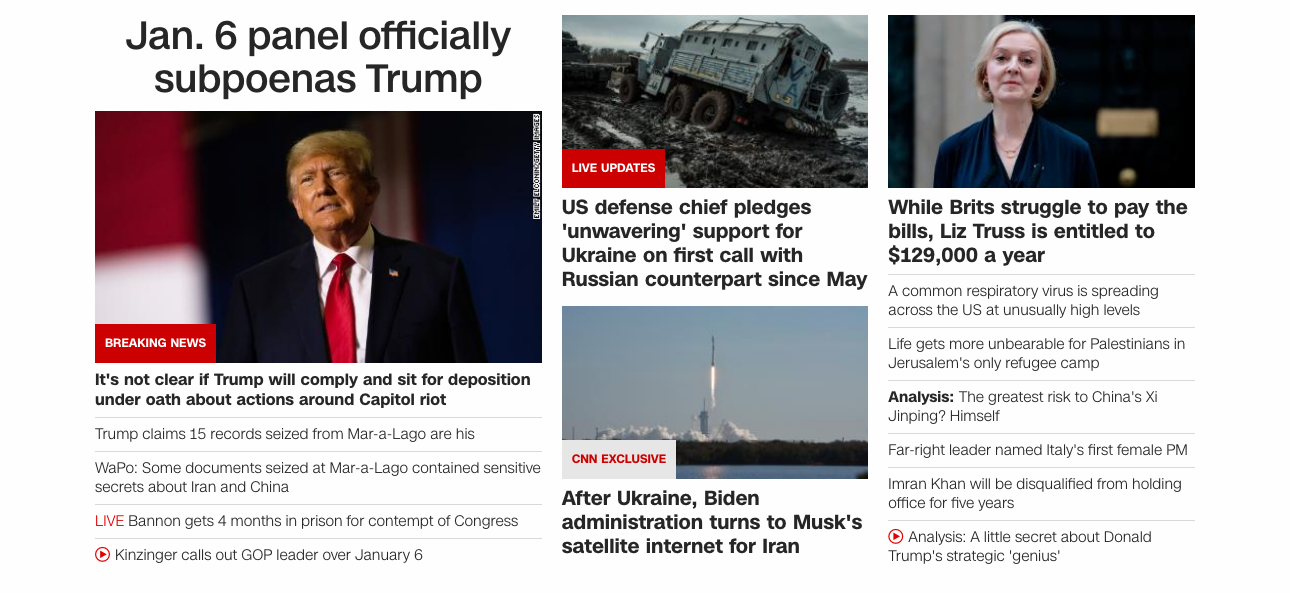 Jan. 6 panel officially
subpoenas Trump
EMILY ELCONIN/GETTY IMAGES
BREAKING NEWS
It's not clear if Trump will comply and sit for deposition
under oath about actions around Capitol riot
Trump claims 15 records seized from Mar-a-Lago are his
WaPo: Some documents seized at Mar-a-Lago contained sensitive
secrets about Iran and China
LIVE Bannon gets 4 months in prison for contempt of Congress
Kinzinger calls out GOP leader over January 6
LIVE UPDATES
US defense chief pledges
'unwavering' support for
Ukraine on first call with
Russian counterpart since May
CNN EXCLUSIVE
After Ukraine, Biden
administration turns to Musk's
satellite internet for Iran
While Brits struggle to pay the
bills, Liz Truss is entitled to
$129,000 a year
A common respiratory virus is spreading
across the US at unusually high levels
Life gets more unbearable for Palestinians in
Jerusalem's only refugee camp
Analysis: The greatest risk to China's Xi
Jinping? Himself
Far-right leader named Italy's first female PM
Imran Khan will be disqualified from holding
office for five years
Analysis: A little secret about Donald
Trump's strategic 'genius'